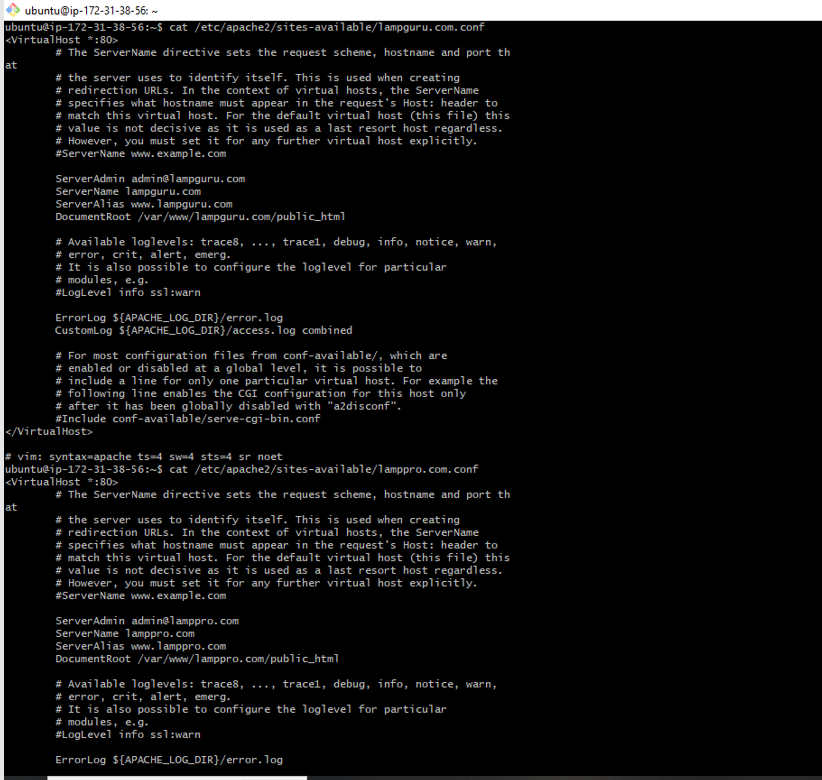 ubuntu@ip-172-31-38-56: ~
ubuntu@ip-172-31-38-56:~$ cat /etc/apache2/sites-available/lampguru.com.conf
<VirtualHost *:80>
        # The ServerName directive sets the request scheme, hostname and port th
at
        # the server uses to identify itself. This is used when creating
        # redirection URLs. In the context of virtual hosts, the ServerName
        # specifies what hostname must appear in the request's Host: header to
        # match this virtual host. For the default virtual host (this file) this
        # value is not decisive as it is used as a last resort host regardless.
        # However, you must set it for any further virtual host explicitly.
        #ServerName www.example.com

        ServerAdmin admin@lampguru.com
        ServerName lampguru.com
        ServerAlias www.lampguru.com
        DocumentRoot /var/www/lampguru.com/public_html

        # Available loglevels: trace8, ..., trace1, debug, info, notice, warn,
        # error, crit, alert, emerg.
        # It is also possible to configure the loglevel for particular
        # modules, e.g.
        #LogLevel info ssl:warn

        ErrorLog ${APACHE_LOG_DIR}/error.log
        CustomLog ${APACHE_LOG_DIR}/access.log combined

        # For most configuration files from conf-available/, which are
        # enabled or disabled at a global level, it is possible to
        # include a line for only one particular virtual host. For example the
        # following line enables the CGI configuration for this host only
        # after it has been globally disabled with "a2disconf".
        #Include conf-available/serve-cgi-bin.conf
</VirtualHost>

# vim: syntax=apache ts=4 sw=4 sts=4 sr noet
ubuntu@ip-172-31-38-56:~$ cat /etc/apache2/sites-available/lamppro.com.conf
<VirtualHost *:80>
        # The ServerName directive sets the request scheme, hostname and port th
at
        # the server uses to identify itself. This is used when creating
        # redirection URLs. In the context of virtual hosts, the ServerName
        # specifies what hostname must appear in the request's Host: header to
        # match this virtual host. For the default virtual host (this file) this
        # value is not decisive as it is used as a last resort host regardless.
        # However, you must set it for any further virtual host explicitly.
        #ServerName www.example.com

        ServerAdmin admin@lamppro.com
        ServerName lamppro.com
        ServerAlias www.lamppro.com
        DocumentRoot /var/www/lamppro.com/public_html

        # Available loglevels: trace8, ..., trace1, debug, info, notice, warn,
        # error, crit, alert, emerg.
        # It is also possible to configure the loglevel for particular
        # modules, e.g.
        #LogLevel info ssl:warn

        ErrorLog ${APACHE_LOG_DIR}/error.log